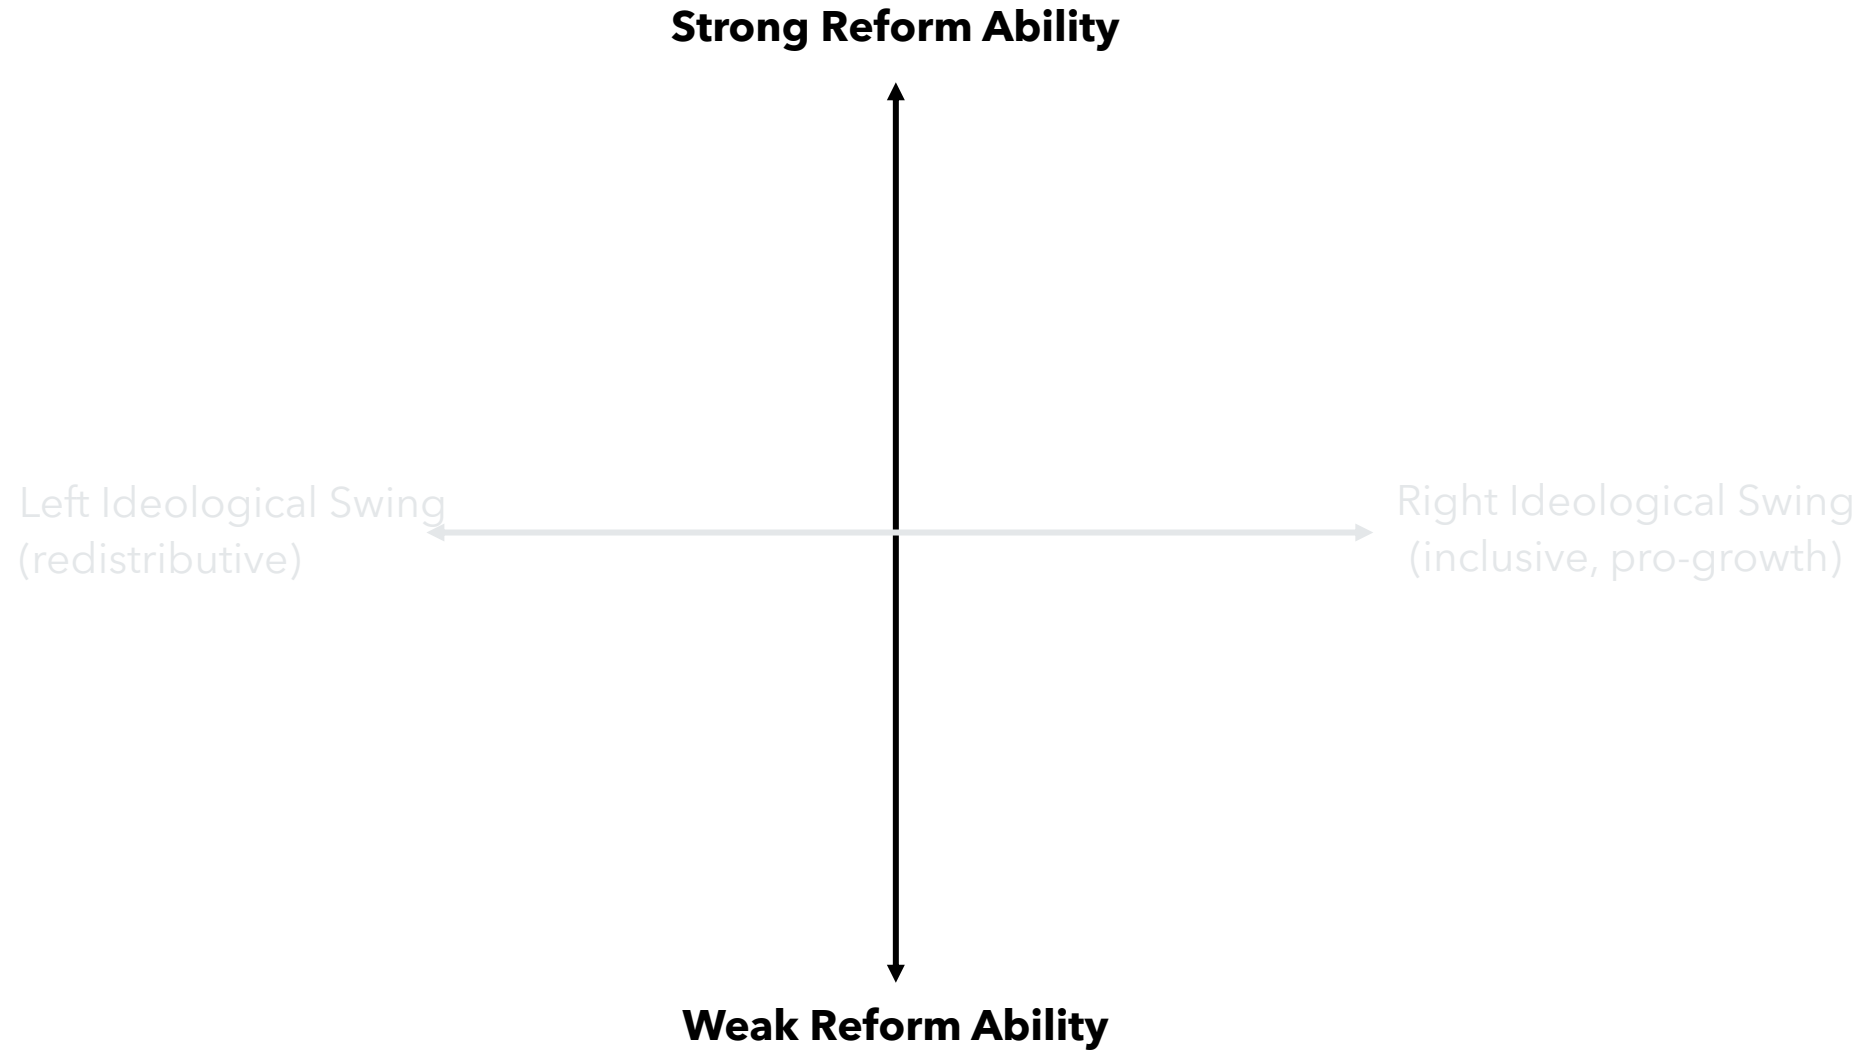 Strong Reform Ability
Left Ideological Swing
(redistributive)
Right Ideological Swing
(inclusive, pro-growth)
Weak Reform Ability